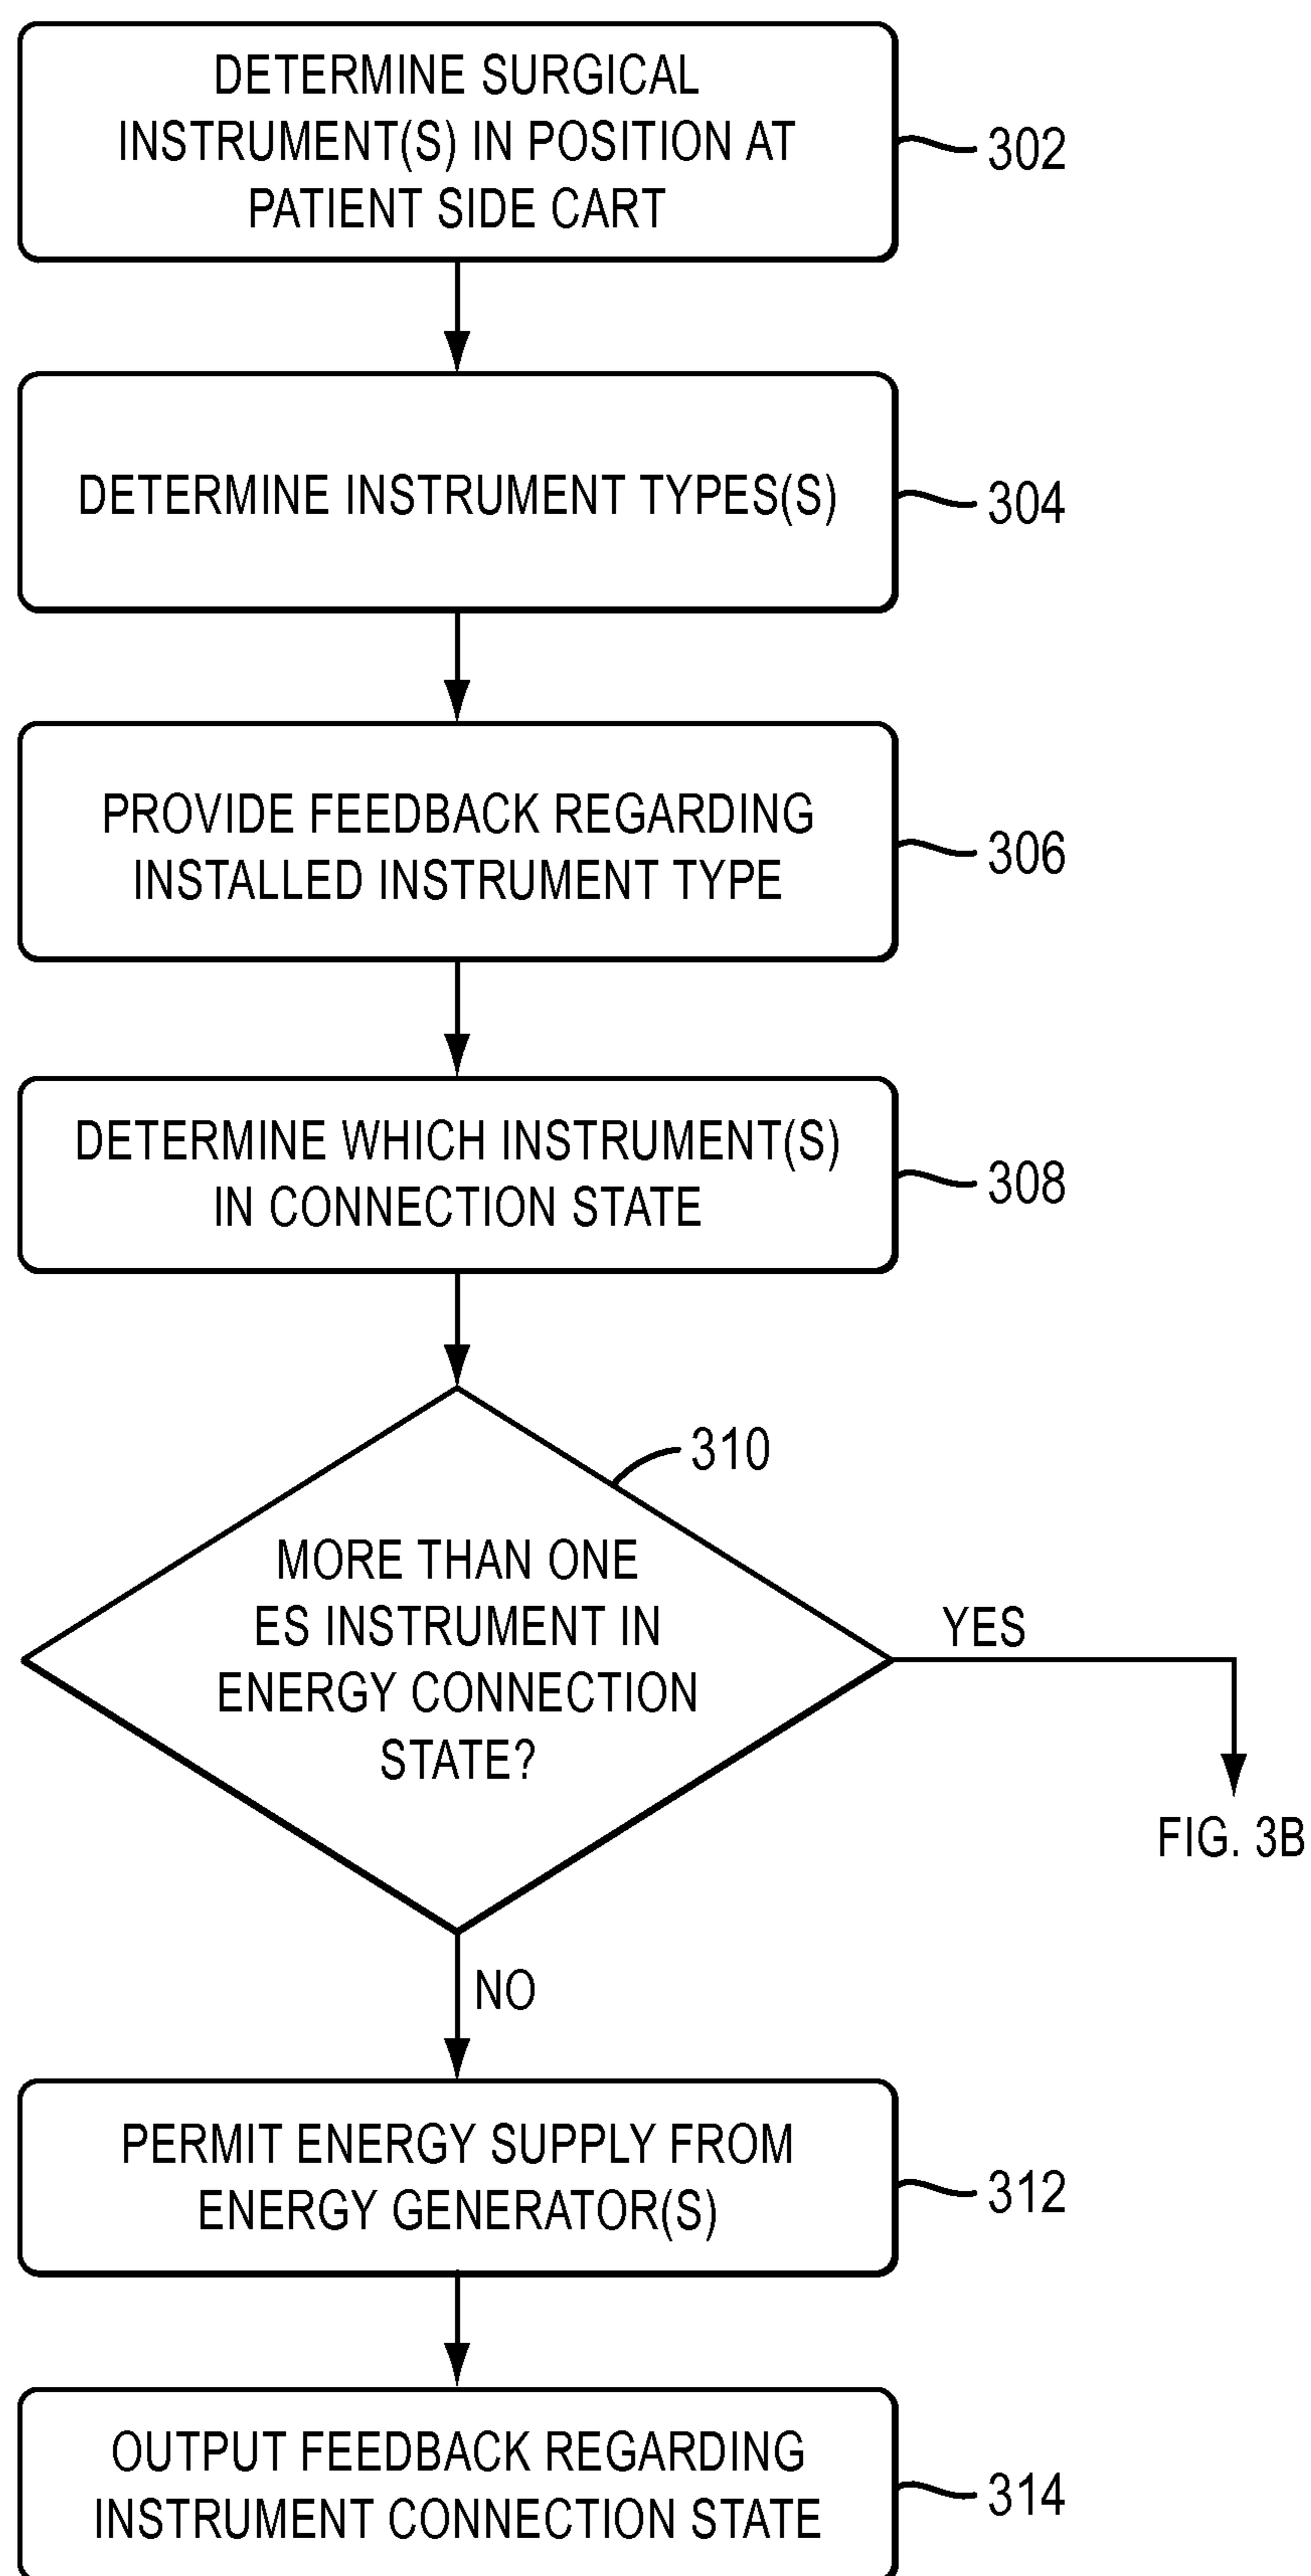 DETERMINE SURGICAL
INSTRUMENT(S) IN POSITION AT
PATIENT SIDE CART
302
DETERMINE INSTRUMENT TYPES(S)
304
PROVIDE FEEDBACK REGARDING
INSTALLED INSTRUMENT TYPE
306
DETERMINE WHICH INSTRUMENT(S)
IN CONNECTION STATE
308
310
MORE THAN ONE
ES INSTRUMENT IN
ENERGY CONNECTION
STATE?
YES
FIG. 3B
NO
PERMIT ENERGY SUPPLY FROM
ENERGY GENERATOR(S)
312
OUTPUT FEEDBACK REGARDING
INSTRUMENT CONNECTION STATE
314